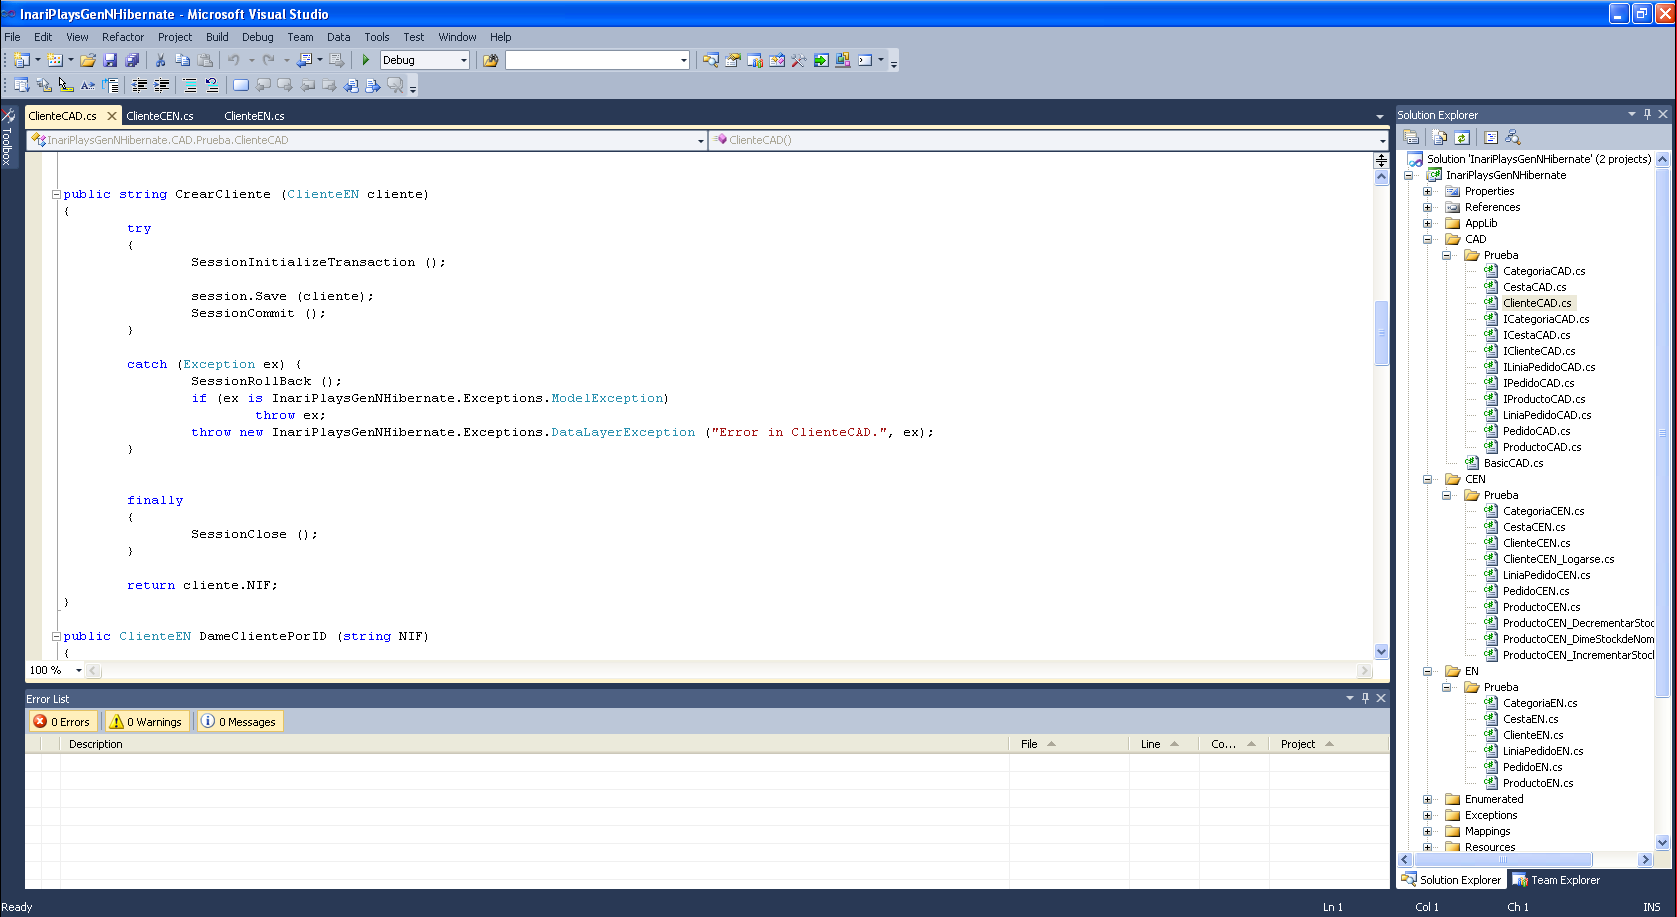 InariPlaysGenNHibernate - Microsoft Visual Studio
File Edit View Refactor Project Build Debug Team Data Tools Test Window Help
Debug
Toolbox
ClienteCAD.cs ClienteCEN.cs ClienteEN.cs
InariPlaysGenNHibernate.CAD.Prueba.ClienteCAD ClienteCAD()
public string CrearCliente (ClienteEN cliente)
{
try
{
SessionInitializeTransaction ();
session.Save (cliente);
SessionCommit ();
}
catch (Exception ex) {
SessionRollBack ();
if (ex is InariPlaysGenNHibernate.Exceptions.ModelException)
throw ex;
throw new InariPlaysGenNHibernate.Exceptions.DataLayerException ("Error in ClienteCAD.", ex);
}
finally
{
SessionClose ();
}
return cliente.NIF;
}
public ClienteEN DameClientePorID (string NIF)
{
100 %
Error List
0 Errors 0 Warnings 0 Messages
Description File Line Co... Project
Solution Explorer
Solution 'InariPlaysGenNHibernate' (2 projects)
InariPlaysGenNHibernate
Properties
References
AppLib
CAD
Prueba
CategoriaCAD.cs
CestaCAD.cs
ClienteCAD.cs
ICategoriaCAD.cs
ICestaCAD.cs
IClienteCAD.cs
ILiniaPedidoCAD.cs
IPedidoCAD.cs
IProductoCAD.cs
LiniaPedidoCAD.cs
PedidoCAD.cs
ProductoCAD.cs
BasicCAD.cs
CEN
Prueba
CategoriaCEN.cs
CestaCEN.cs
ClienteCEN.cs
ClienteCEN_Logarse.cs
LiniaPedidoCEN.cs
PedidoCEN.cs
ProductoCEN.cs
ProductoCEN_DecrementarStoc
ProductoCEN_DimeStockdeNom
ProductoCEN_IncrementarStock
EN
Prueba
CategoriaEN.cs
CestaEN.cs
ClienteEN.cs
LiniaPedidoEN.cs
PedidoEN.cs
ProductoEN.cs
Enumerated
Exceptions
Mappings
Resources
Solution Explorer Team Explorer
Ready Ln 1 Col 1 Ch 1 INS